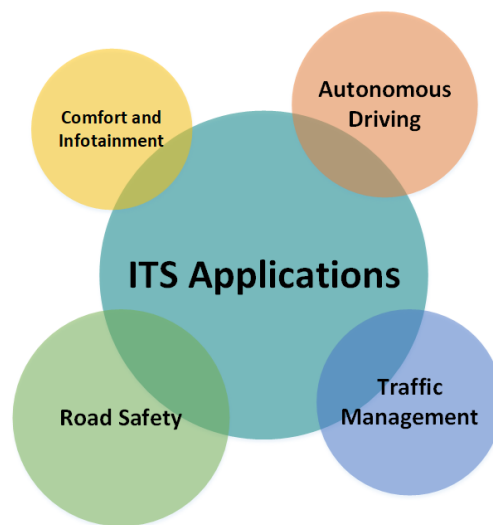 Comfort and
Infotainment
Autonomous
Driving
ITS Applications
Road Safety
Traffic
Management